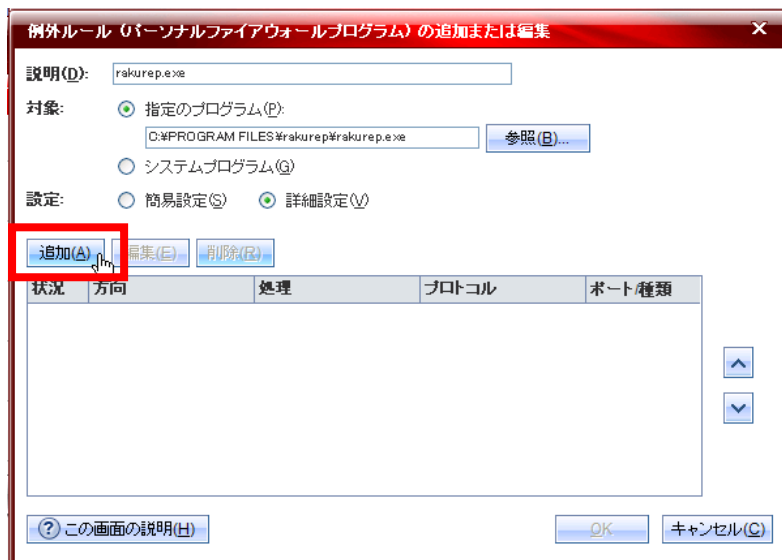 例外ルール（パーソナルファイアウォールプログラム）の追加または編集
説明(D): rakurep.exe
対象: 指定のプログラム(P):
C:¥PROGRAM FILES¥rakurep¥rakurep.exe 参照(B)...
システムプログラム(G)
設定: 簡易設定(S) 詳細設定(V)
追加(A) 編集(E) 削除(R)
状況 方向 処理 プロトコル ポート/種類
? この画面の説明(H) OK キャンセル(C)